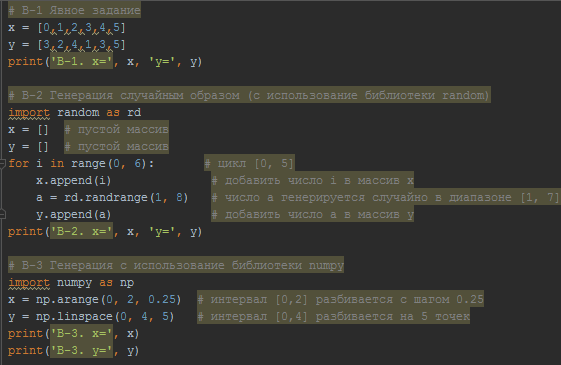 # В-1 Явное задание
x = [0,1,2,3,4,5]
y = [3,2,4,1,3,5]
print('В-1. x=', x, 'y=', y)
# В-2 Генерация случайным образом (с использование библиотеки random)
import random as rd
x = []  # пустой массив
y = []  # пустой массив
for i in range(0, 6):       # цикл [0, 5]
    x.append(i)              # добавить число i в массив x
    a = rd.randrange(1, 8)   # число a генерируется случайно в диапазоне [1, 7]
    y.append(a)              # добавить число a в массив y
print('В-2. x=', x, 'y=', y)
# В-3 Генерация с использование библиотеки numpy
import numpy as np
x = np.arange(0, 2, 0.25)  # интервал [0,2] разбивается с шагом 0.25
y = np.linspace(0, 4, 5)   # интервал [0,4] разбивается на 5 точек
print('В-3. x=', x)
print('В-3. y=', y)